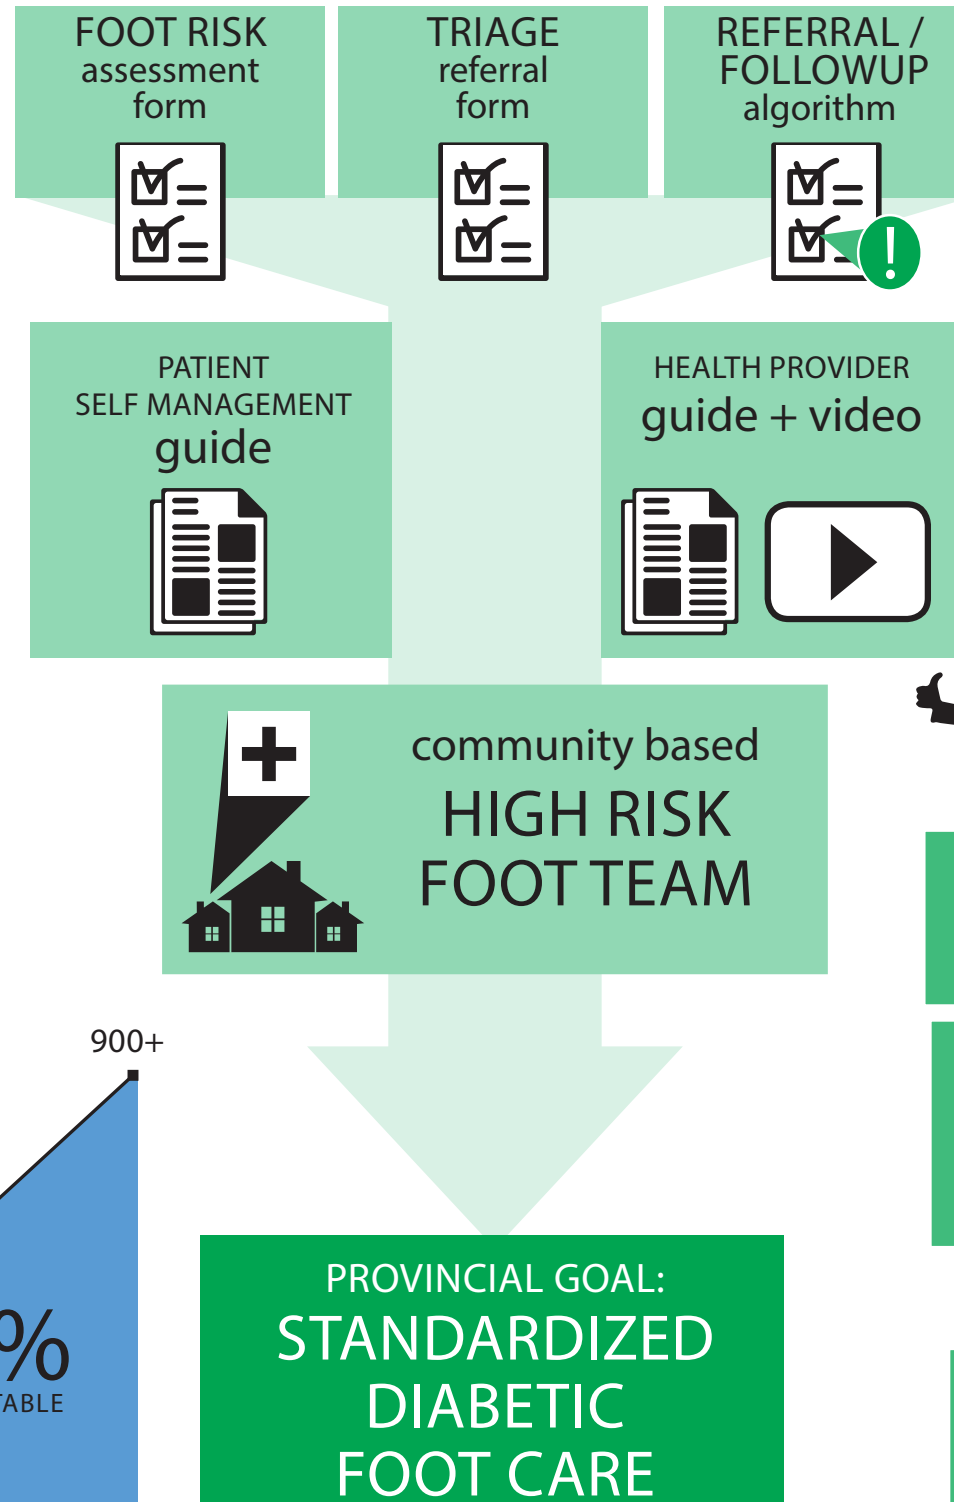 FOOT RISK
assessment
form
TRIAGE
referral
form
REFERRAL /
FOLLOWUP
algorithm
!
PATIENT
SELF MANAGEMENT
guide
HEALTH PROVIDER
guide + video
community based
HIGH RISK
FOOT TEAM
900+
%
TABLE
PROVINCIAL GOAL:
STANDARDIZED
DIABETIC
FOOT CARE